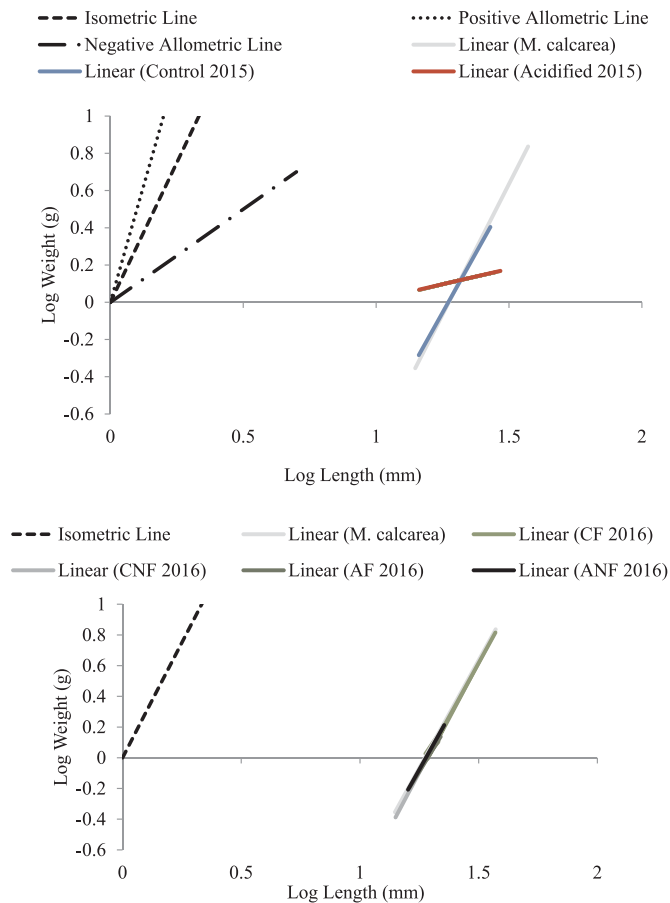 Isometric Line
Positive Allometric Line
Negative Allometric Line
Linear (M. calcarea)
Linear (Control 2015)
Linear (Acidified 2015)
1
0.8
0.6
0.4
0.2
0
-0.2
-0.4
-0.6
Log Weight (g)
0
0.5
1
1.5
2
Log Length (mm)
Isometric Line
Linear (M. calcarea)
Linear (CF 2016)
Linear (CNF 2016)
Linear (AF 2016)
Linear (ANF 2016)
1
0.8
0.6
0.4
0.2
0
-0.2
-0.4
-0.6
Log Weight (g)
0
0.5
1
1.5
2
Log Length (mm)